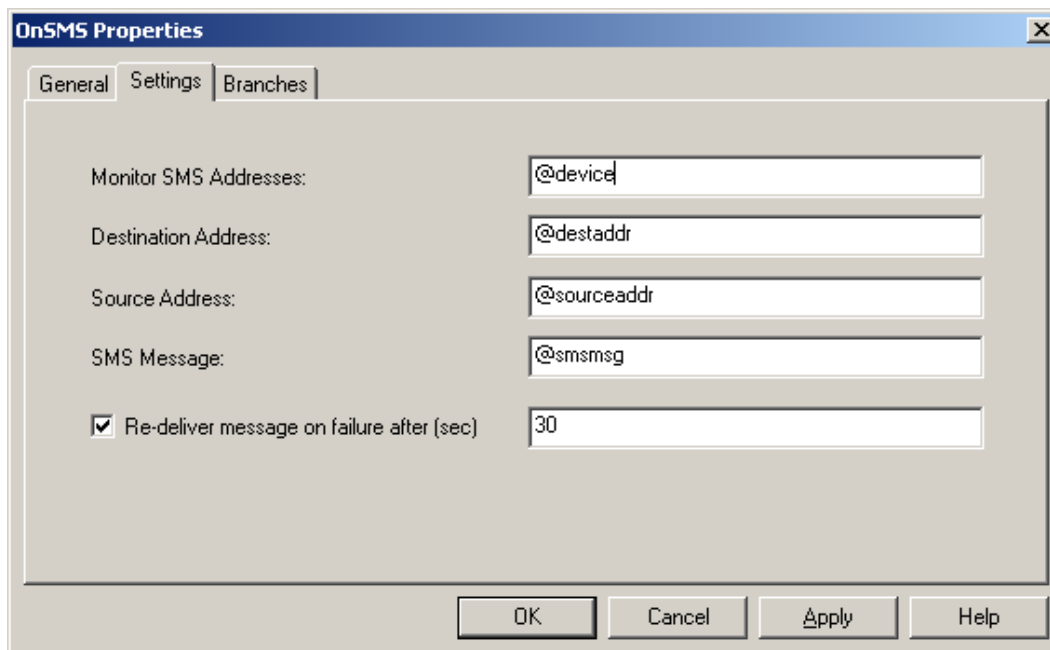 OnSMS Properties
General Settings Branches
Monitor SMS Addresses: @device
Destination Address: @destaddr
Source Address: @sourceaddr
SMS Message: @smsmsg
Re-deliver message on failure after (sec) 30
OK Cancel Apply Help